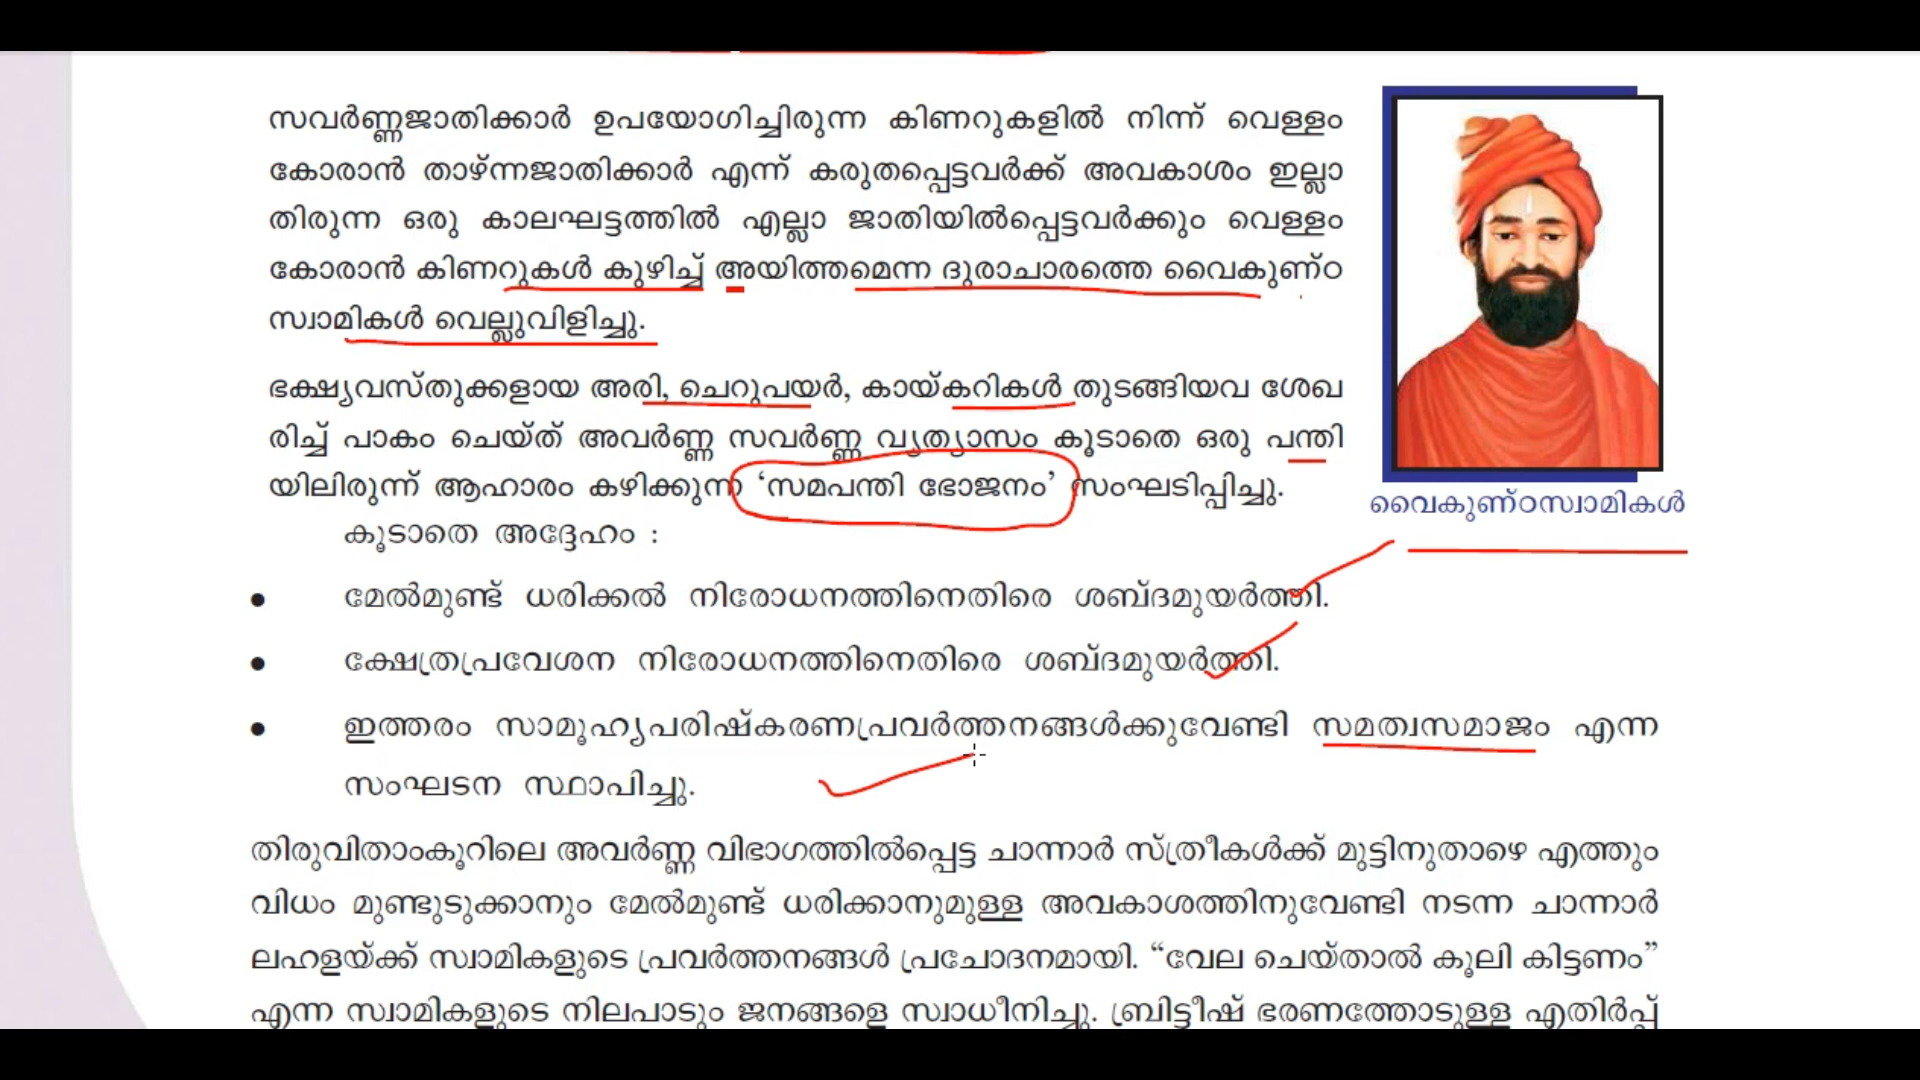 സവർണ്ണജാതിക്കാർ ഉപയോഗിച്ചിരുന്ന കിണറുകളിൽ നിന്ന് വെള്ളം
കോരാൻ താഴ്ന്നജാതിക്കാർ എന്ന് കരുതപ്പെട്ടവർക്ക് അവകാശം ഇല്ലാ
തിരുന്ന ഒരു കാലഘട്ടത്തിൽ എല്ലാ ജാതിയിൽപ്പെട്ടവർക്കും വെള്ളം
കോരാൻ കിണറുകൾ കുഴിച്ച് അയിത്തമെന്ന ദുരാചാരത്തെ വൈകുണ്ഠ
സ്വാമികൾ വെല്ലുവിളിച്ചു.
ഭക്ഷ്യവസ്തുക്കളായ അരി, ചെറുപയർ, കായ്കറികൾ തുടങ്ങിയവ ശേഖ
രിച്ച് പാകം ചെയ്ത് അവർണ്ണ സവർണ്ണ വ്യത്യാസം കൂടാതെ ഒരു പന്തി
യിലിരുന്ന് ആഹാരം കഴിക്കുന്ന ‘സമപന്തി ഭോജനം’ സംഘടിപ്പിച്ചു.
വൈകുണ്ഠസ്വാമികൾ
കൂടാതെ അദ്ദേഹം :
● മേൽമുണ്ട് ധരിക്കൽ നിരോധനത്തിനെതിരെ ശബ്ദമുയർത്തി.
● ക്ഷേത്രപ്രവേശന നിരോധനത്തിനെതിരെ ശബ്ദമുയർത്തി.
● ഇത്തരം സാമൂഹ്യപരിഷ്കരണപ്രവർത്തനങ്ങൾക്കുവേണ്ടി സമത്വസമാജം എന്ന
സംഘടന സ്ഥാപിച്ചു.
തിരുവിതാംകൂറിലെ അവർണ്ണ വിഭാഗത്തിൽപ്പെട്ട ചാന്നാർ സ്ത്രീകൾക്ക് മുട്ടിനുതാഴെ എത്തും
വിധം മുണ്ടുടുക്കാനും മേൽമുണ്ട് ധരിക്കാനുമുള്ള അവകാശത്തിനുവേണ്ടി നടന്ന ചാന്നാർ
ലഹളയ്ക്ക് സ്വാമികളുടെ പ്രവർത്തനങ്ങൾ പ്രചോദനമായി. “വേല ചെയ്താൽ കൂലി കിട്ടണം”
എന്ന സ്വാമികളുടെ നിലപാടും ജനങ്ങളെ സ്വാധീനിച്ചു. ബ്രിട്ടീഷ് ഭരണത്തോടുള്ള എതിർപ്പ്